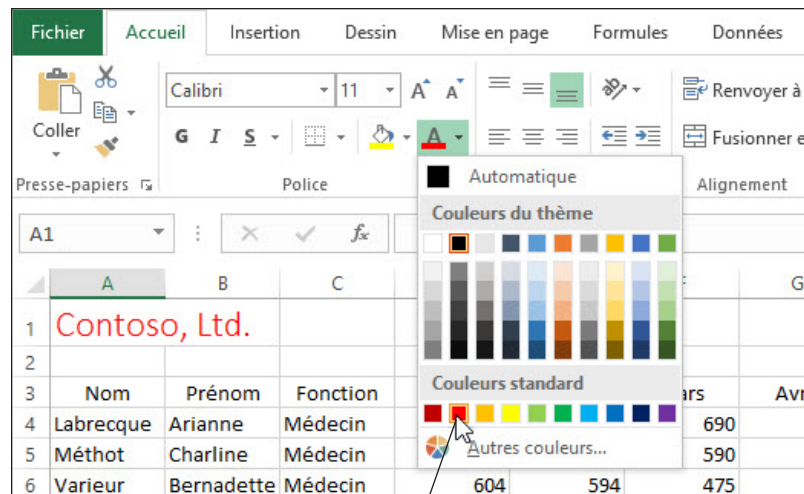 Fichier Accueil Insertion Dessin Mise en page Formules Données
Calibri 11 A A Renvoyer à
Coller G I S A Fusionner e
Presse-papiers Police Alignement
Automatique
Couleurs du thème
A1 fx
A B C G
1 Contoso, Ltd.
2
Couleurs standard
3 Nom Prénom Fonction ars Avr
4 Labrecque Arianne Médecin 690
Autres couleurs...
5 Méthot Charline Médecin 590
6 Varieur Bernadette Médecin 604 594 475